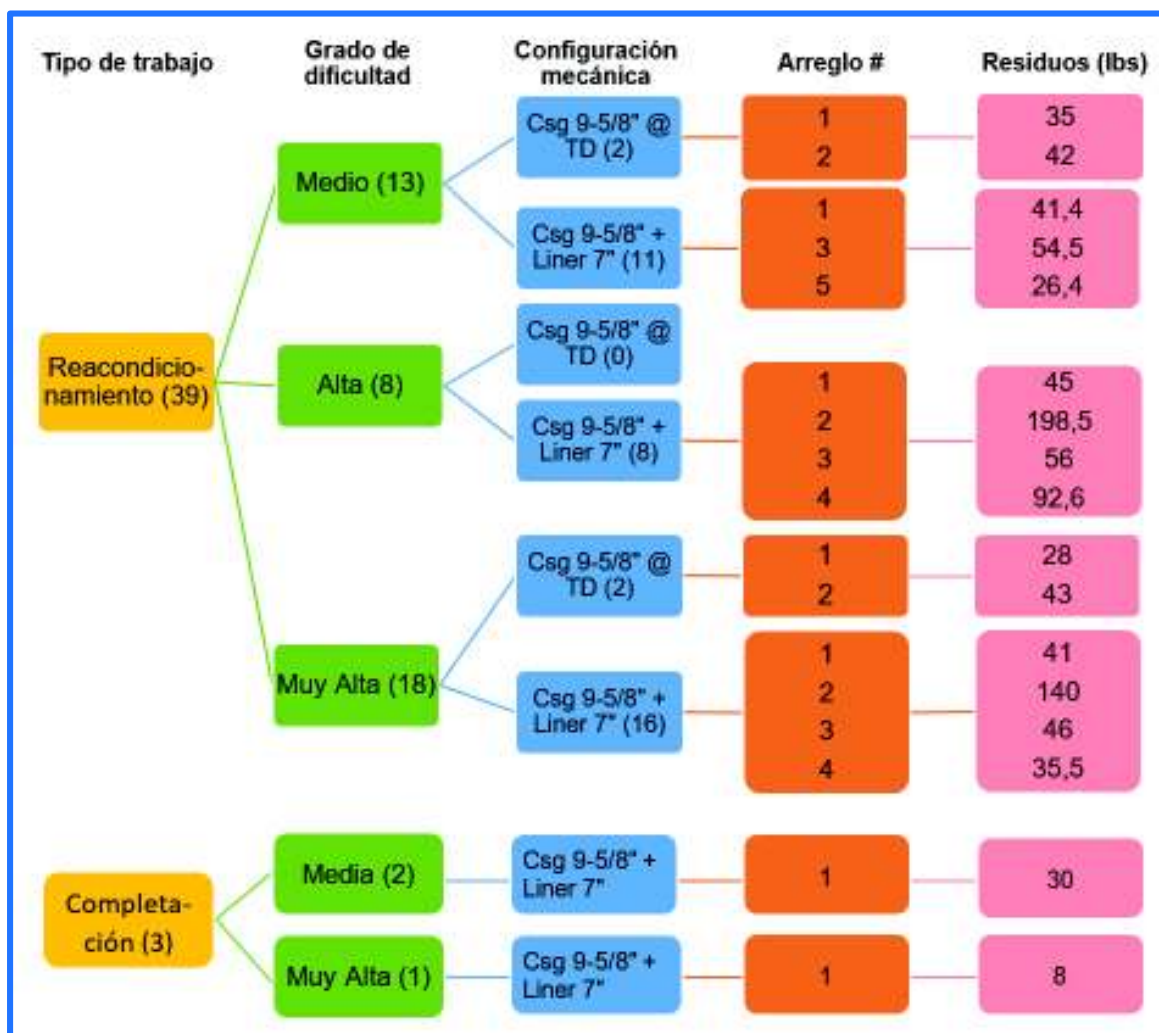 Tipo de trabajo
Grado de
dificultad
Configuración
mecánica
Arreglo #
Residuos (lbs)
Reacondicio-
namiento (39)
Medio (13)
Csg 9-5/8" @
TD (2)
1
2
35
42
Csg 9-5/8" +
Liner 7" (11)
1
3
5
41,4
54,5
26,4
Alta (8)
Csg 9-5/8" @
TD (0)
Csg 9-5/8" +
Liner 7" (8)
1
2
3
4
45
198,5
56
92,6
Muy Alta (18)
Csg 9-5/8" @
TD (2)
1
2
28
43
Csg 9-5/8" +
Liner 7" (16)
1
2
3
4
41
140
46
35,5
Completa-
ción (3)
Media (2)
Csg 9-5/8" +
Liner 7"
1
30
Muy Alta (1)
Csg 9-5/8" +
Liner 7"
1
8